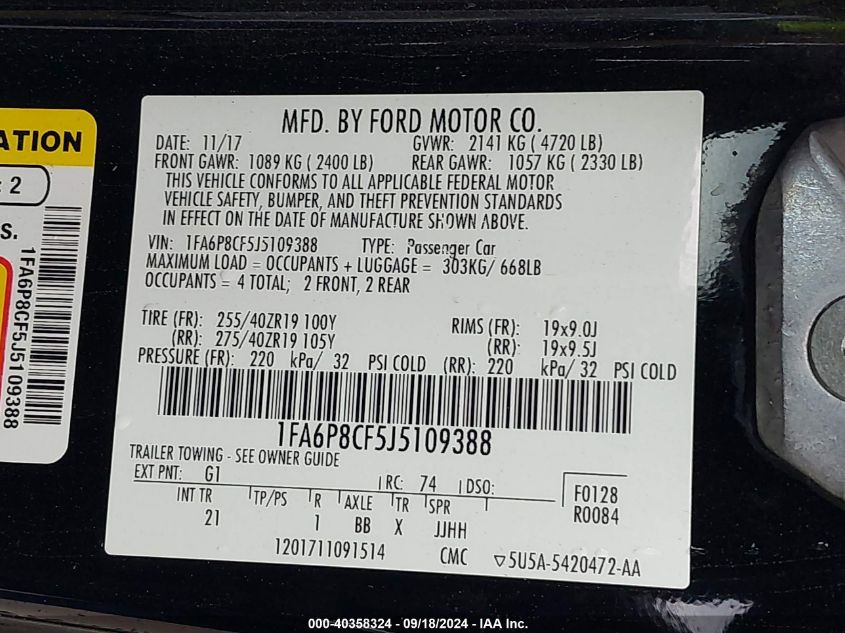 ATION
: 2
S.
1FA6P8CF5J5109388
MFD. BY FORD MOTOR CO.
DATE: 11/17 GVWR: 2141 KG ( 4720 LB)
FRONT GAWR: 1089 KG ( 2400 LB) REAR GAWR: 1057 KG ( 2330 LB)
THIS VEHICLE CONFORMS TO ALL APPLICABLE FEDERAL MOTOR
VEHICLE SAFETY, BUMPER, AND THEFT PREVENTION STANDARDS
IN EFFECT ON THE DATE OF MANUFACTURE SHOWN ABOVE.
VIN: 1FA6P8CF5J5109388 TYPE: Passenger Car
MAXIMUM LOAD = OCCUPANTS + LUGGAGE = 303KG/ 668LB
OCCUPANTS = 4 TOTAL; 2 FRONT, 2 REAR
TIRE (FR): 255/40ZR19 100Y RIMS (FR): 19x9.0J
(RR): 275/40ZR19 105Y (RR): 19x9.5J
PRESSURE (FR): 220 kPa/ 32 PSI COLD (RR): 220 kPa/ 32 PSI COLD
1FA6P8CF5J5109388
TRAILER TOWING - SEE OWNER GUIDE
EXT PNT: G1 RC: 74 DSO:
F0128
R0084
INT TR TP/PS R AXLE TR SPR
21 1 BB X JJHH
1201711091514 CMC ▽5U5A-5420472-AA
000-40358324 - 09/18/2024 - IAA Inc.